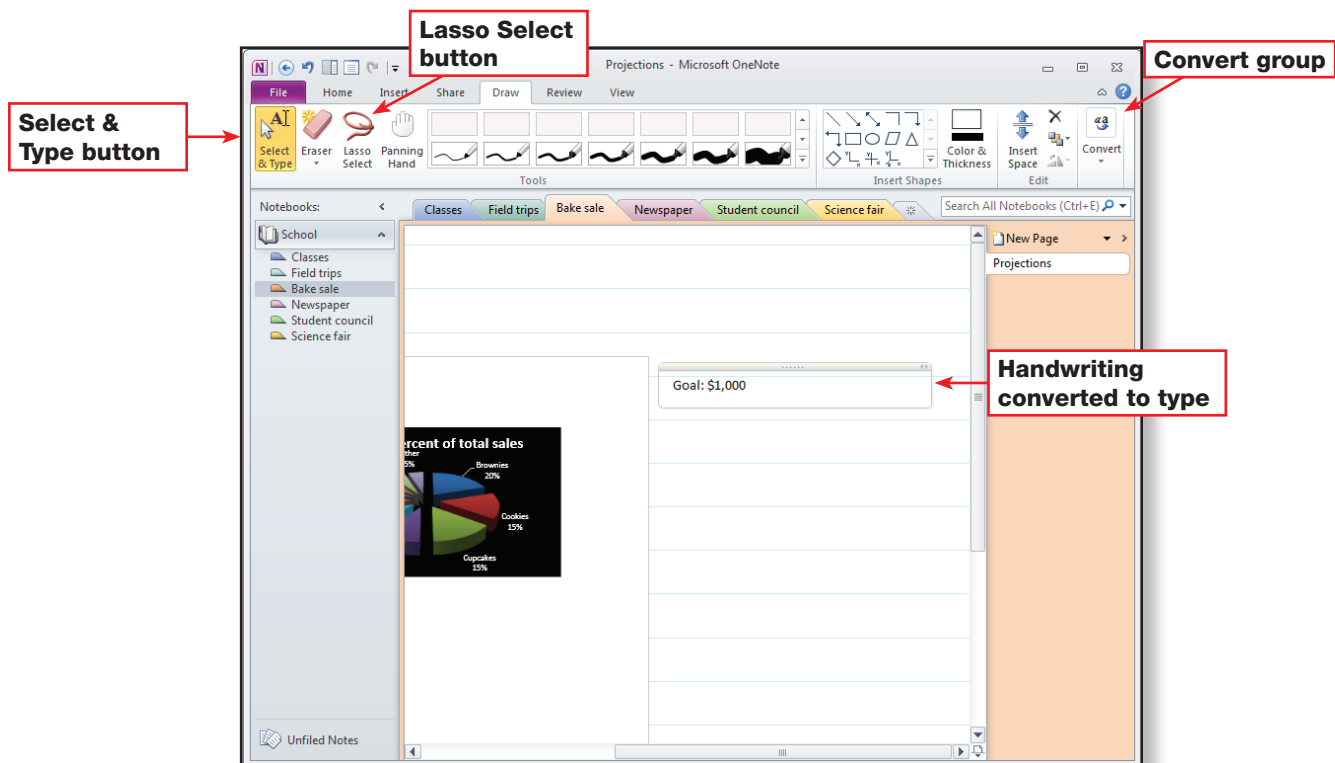 Lasso Select
button
Projections - Microsoft OneNote
Convert group
File Home Insert Share Draw Review View
Select &
Type button
Select
& Type
Eraser
Lasso
Select
Panning
Hand
Color &
Thickness
Insert
Space
Convert
Tools
Insert Shapes
Edit
Notebooks:
Classes Field trips Bake sale Newspaper Student council Science fair
Search All Notebooks (Ctrl+E)
School
Classes
Field trips
Bake sale
Newspaper
Student council
Science fair
New Page
Projections
Goal: $1,000
Handwriting
converted to type
ercent of total sales
ther
5%
Brownies
20%
Cookies
15%
Cupcakes
15%
Unfiled Notes